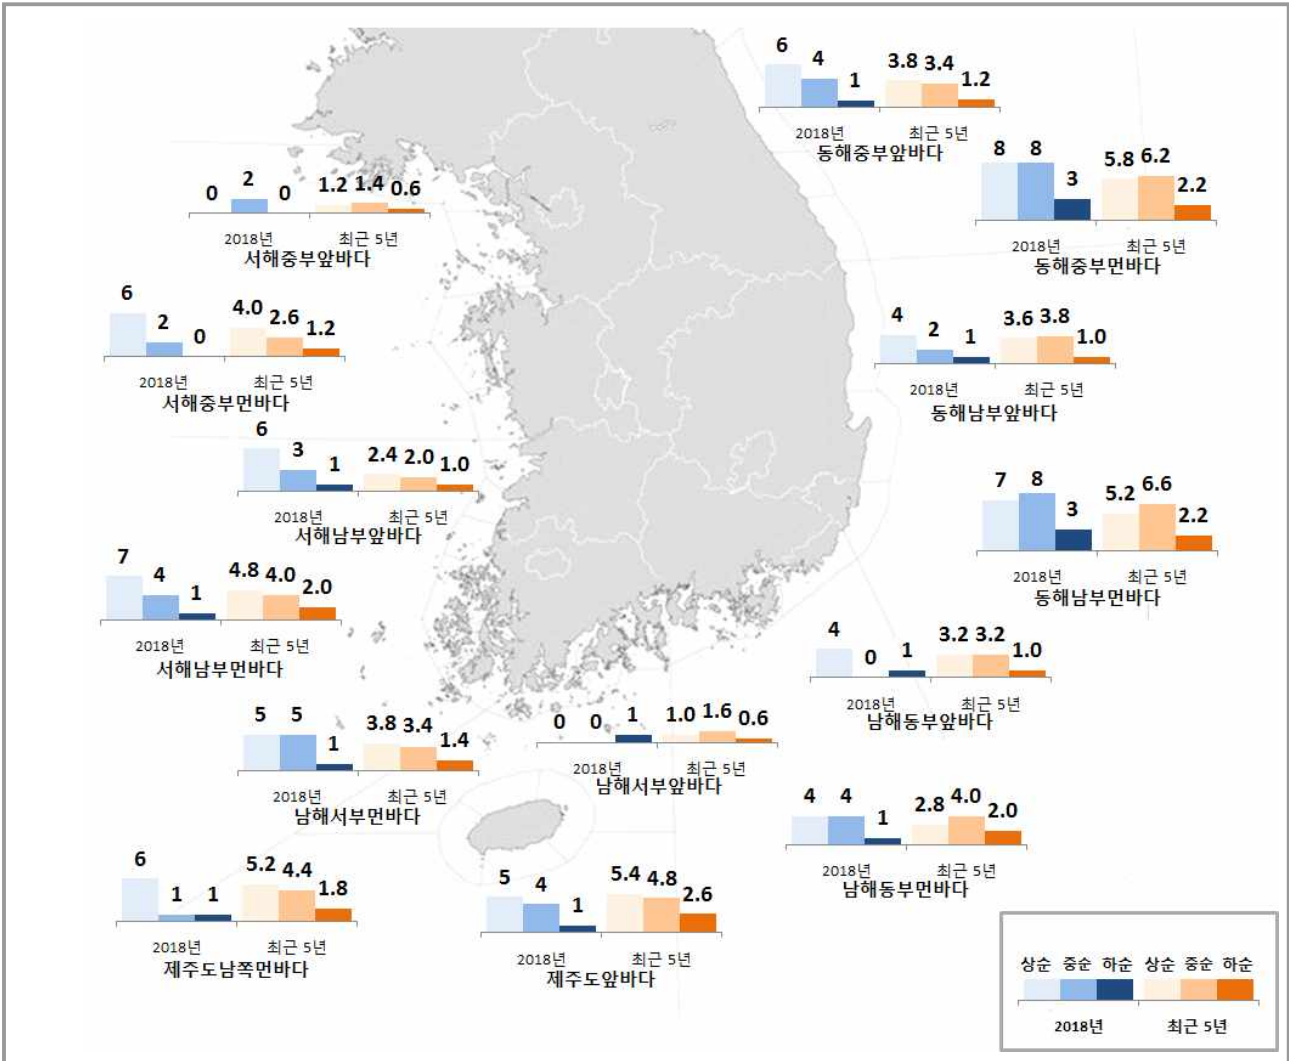 6 4 1 3.8 3.4 1.2
2018년 최근 5년
동해중부앞바다
8 8 3 5.8 6.2 2.2
2018년 최근 5년
동해중부먼바다
0 2 0 1.2 1.4 0.6
2018년 최근 5년
서해중부앞바다
6 2 0 4.0 2.6 1.2
2018년 최근 5년
서해중부먼바다
4 2 1 3.6 3.8 1.0
2018년 최근 5년
동해남부앞바다
6 3 1 2.4 2.0 1.0
2018년 최근 5년
서해남부앞바다
7 8 3 5.2 6.6 2.2
2018년 최근 5년
동해남부먼바다
7 4 1 4.8 4.0 2.0
2018년 최근 5년
서해남부먼바다
4 0 1 3.2 3.2 1.0
2018년 최근 5년
남해동부앞바다
5 5 1 3.8 3.4 1.4
2018년 최근 5년
남해서부먼바다
0 0 1 1.0 1.6 0.6
2018년 최근 5년
남해서부앞바다
4 4 1 2.8 4.0 2.0
2018년 최근 5년
남해동부먼바다
6 1 1 5.2 4.4 1.8
2018년 최근 5년
제주도남쪽먼바다
5 4 1 5.4 4.8 2.6
2018년 최근 5년
제주도앞바다
상순 중순 하순 상순 중순 하순
2018년 최근 5년